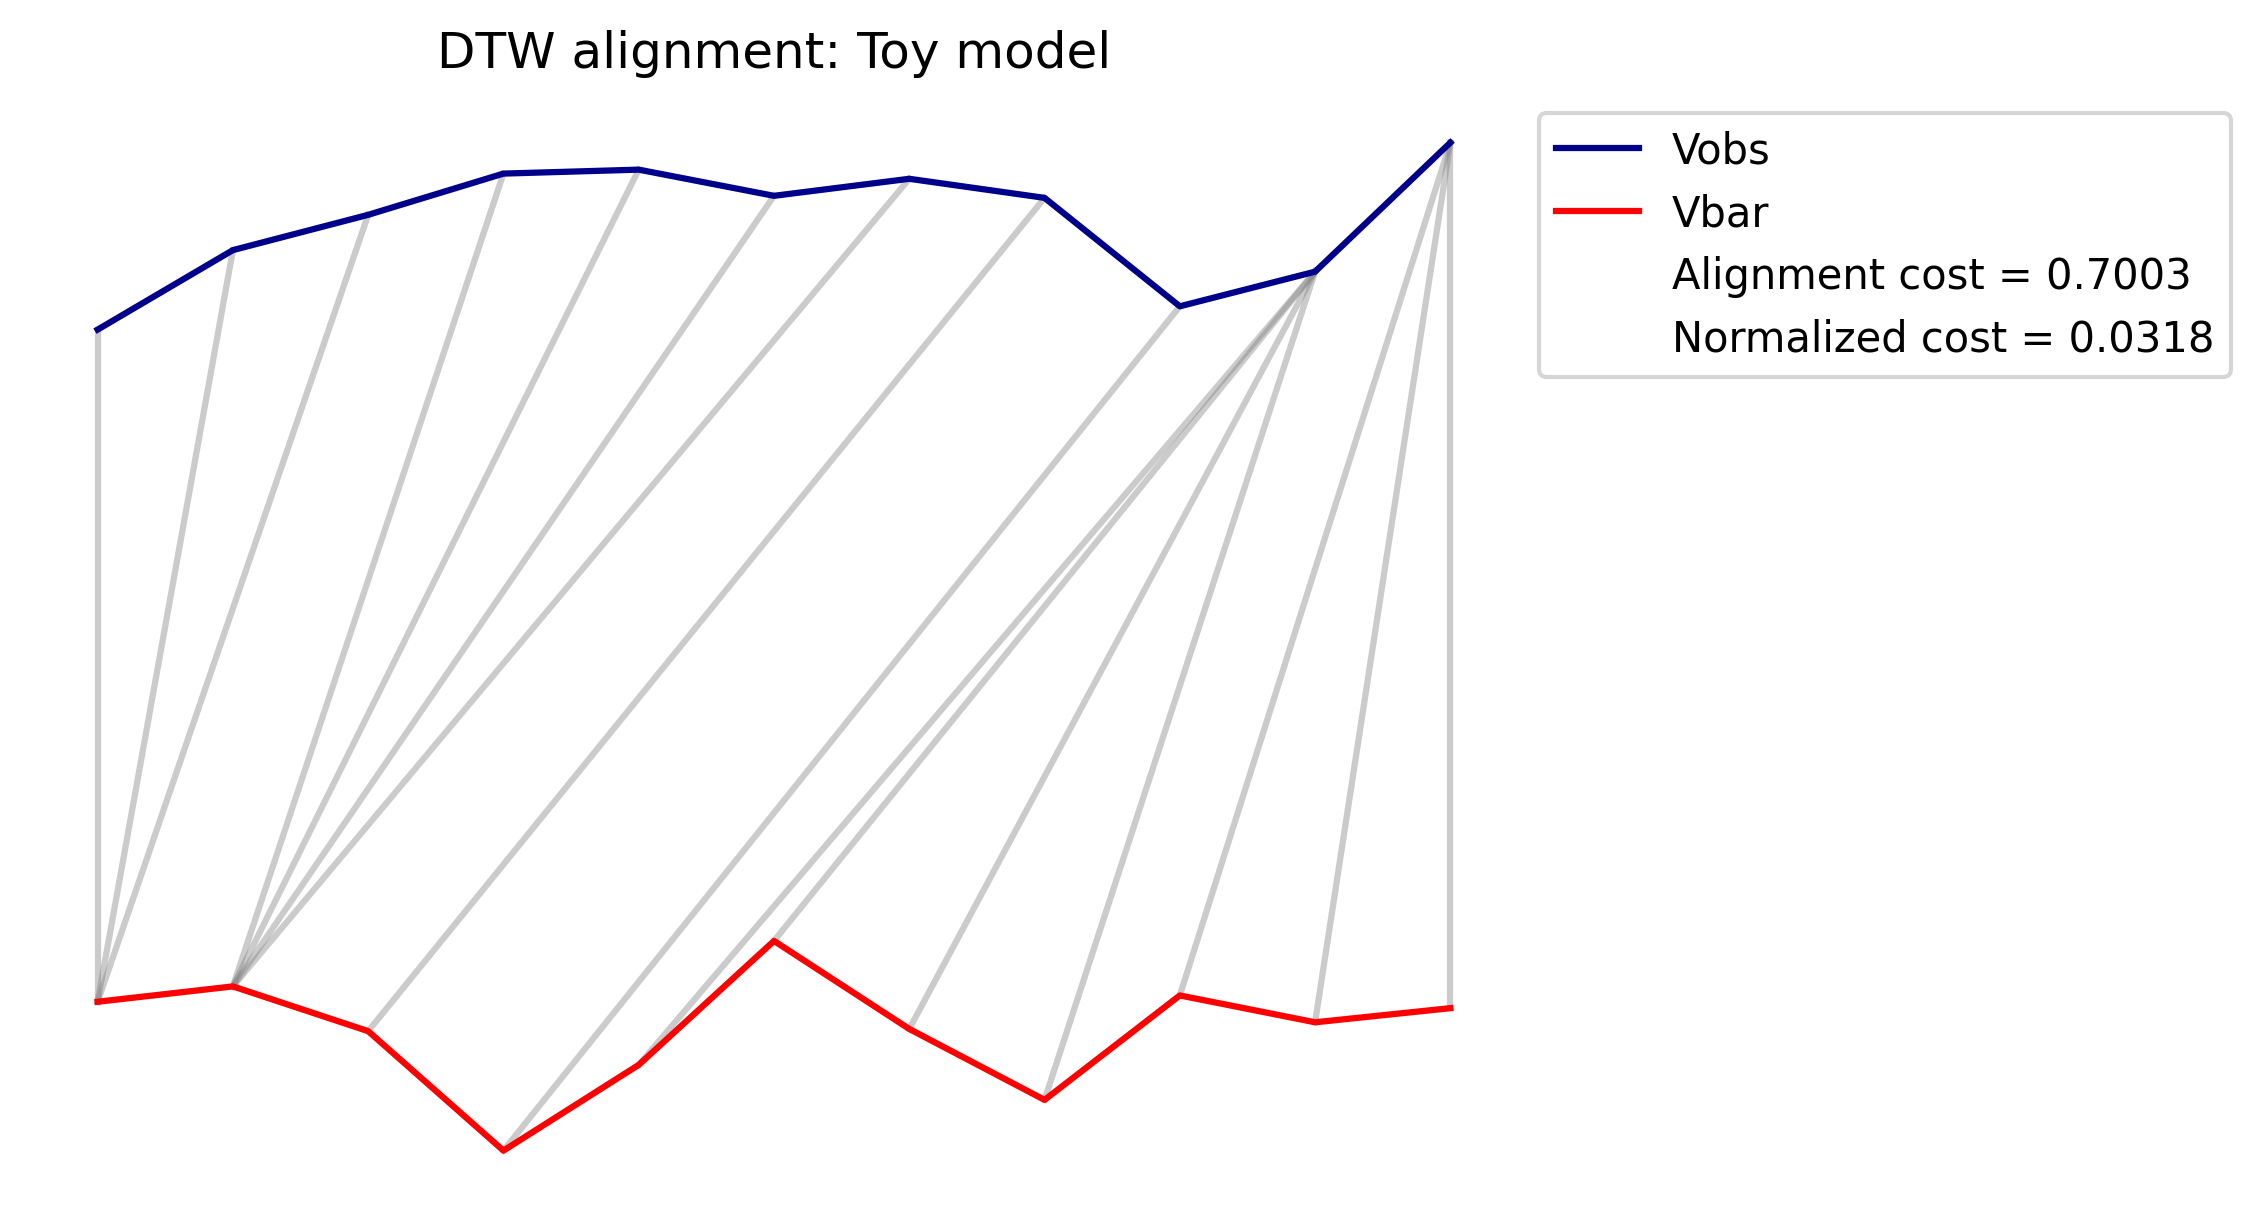 DTW alignment: Toy model
Vobs
Vbar
Alignment cost = 0.7003
Normalized cost = 0.0318